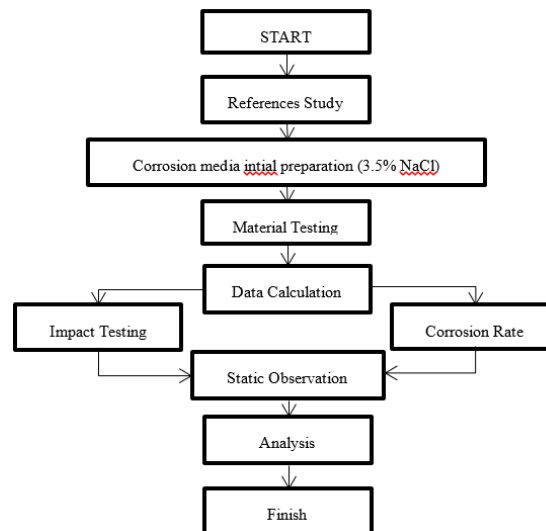 START
References Study
Corrosion media intial preparation (3.5% NaCl)
Material Testing
Data Calculation
Impact Testing
Corrosion Rate
Static Observation
Analysis
Finish